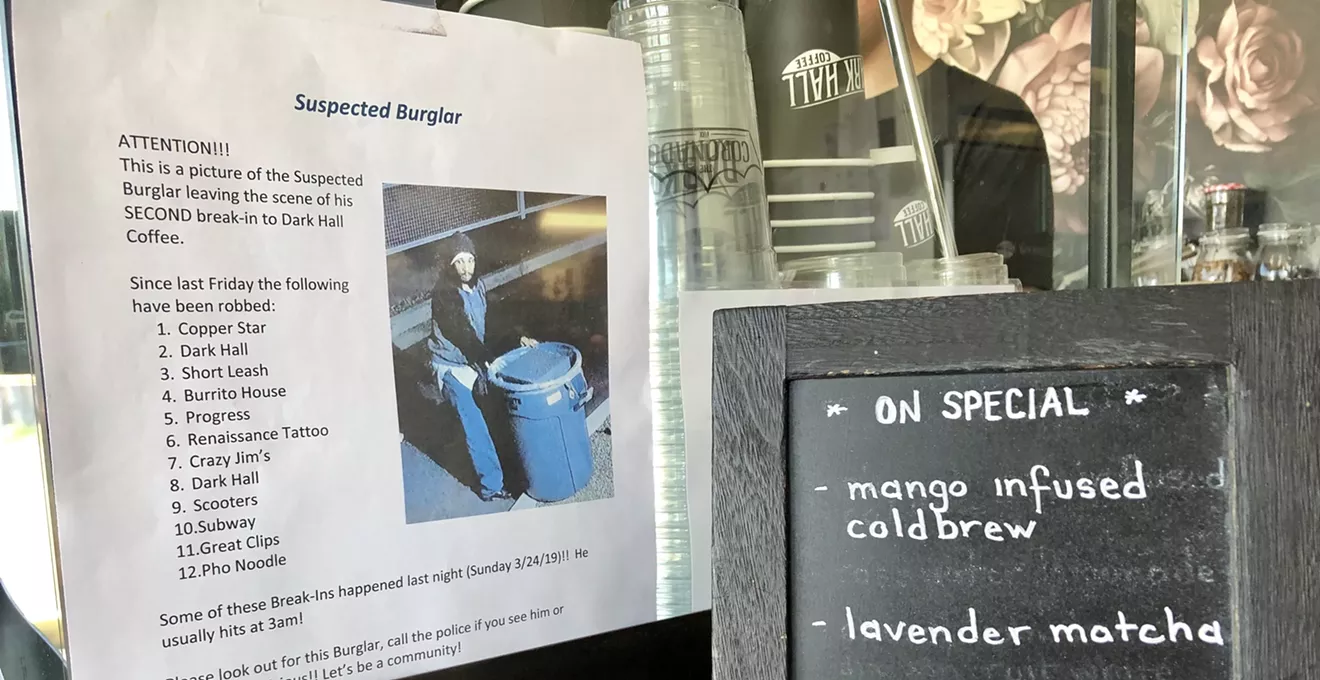 Suspected Burglar
ATTENTION!!!
This is a picture of the Suspected
Burglar leaving the scene of his
SECOND break-in to Dark Hall
Coffee.
Since last Friday the following
have been robbed:
1. Copper Star
2. Dark Hall
3. Short Leash
4. Burrito House
5. Progress
6. Renaissance Tattoo
7. Crazy Jim's
8. Dark Hall
9. Scooters
10.Subway
11.Great Clips
12.Pho Noodle
Some of these Break-Ins happened last night (Sunday 3/24/19)!! He
usually hits at 3am!
look out for this Burglar, call the police if you see him or
Let's be a community!
HALL
COFFEE
CORONADO
HALL
COFFEE
* ON SPECIAL *
- mango infused
coldbrew
- lavender matcha